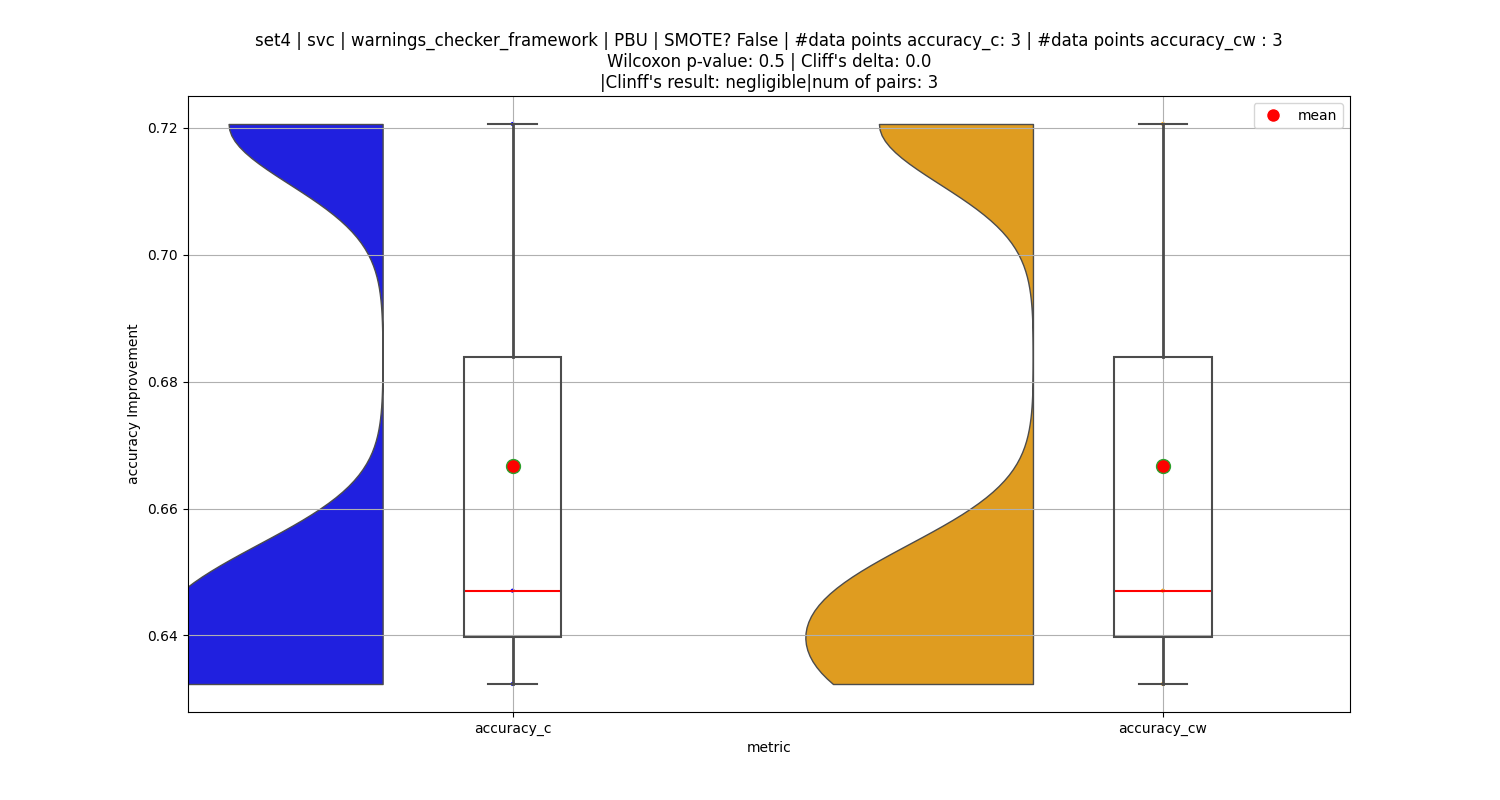 set4 | svc | warnings_checker_framework | PBU | SMOTE? False | #data points accuracy_c: 3 | #data points accuracy_cw : 3
Wilcoxon p-value: 0.5 | Cliff's delta: 0.0
|Clinff's result: negligible|num of pairs: 3
mean
0.72
0.70
0.68
0.66
0.64
accuracy Improvement
accuracy_c
accuracy_cw
metric